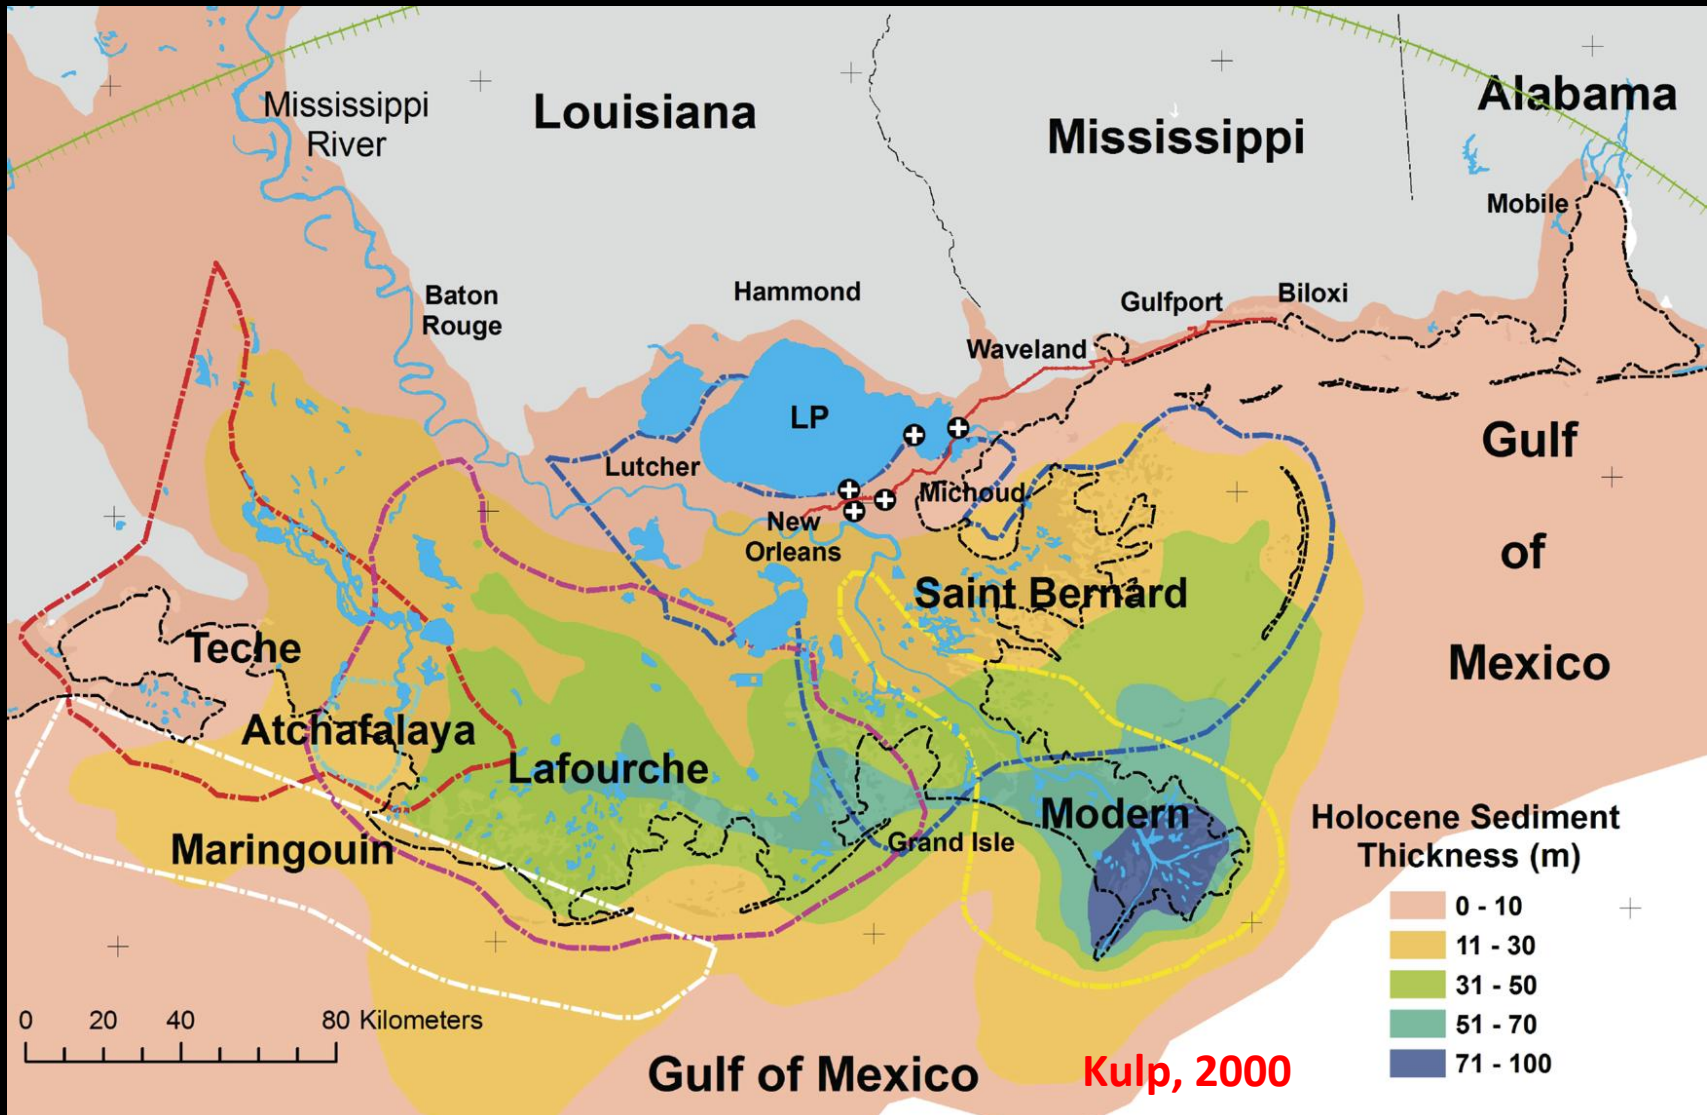 Alabama
Mississippi
River
Louisiana
Mississippi
Mobile
Baton
Rouge
Hammond
Gulfport
Biloxi
Waveland
LP
Gulf
of
Mexico
Lutcher
Michoud
New
Orleans
Saint Bernard
Teche
Atchafalaya
Lafourche
Modern
Maringouin
Grand Isle
Holocene Sediment
Thickness (m)
0 - 10
11 - 30
31 - 50
51 - 70
71 - 100
0 20 40 80 Kilometers
Gulf of Mexico
Kulp, 2000